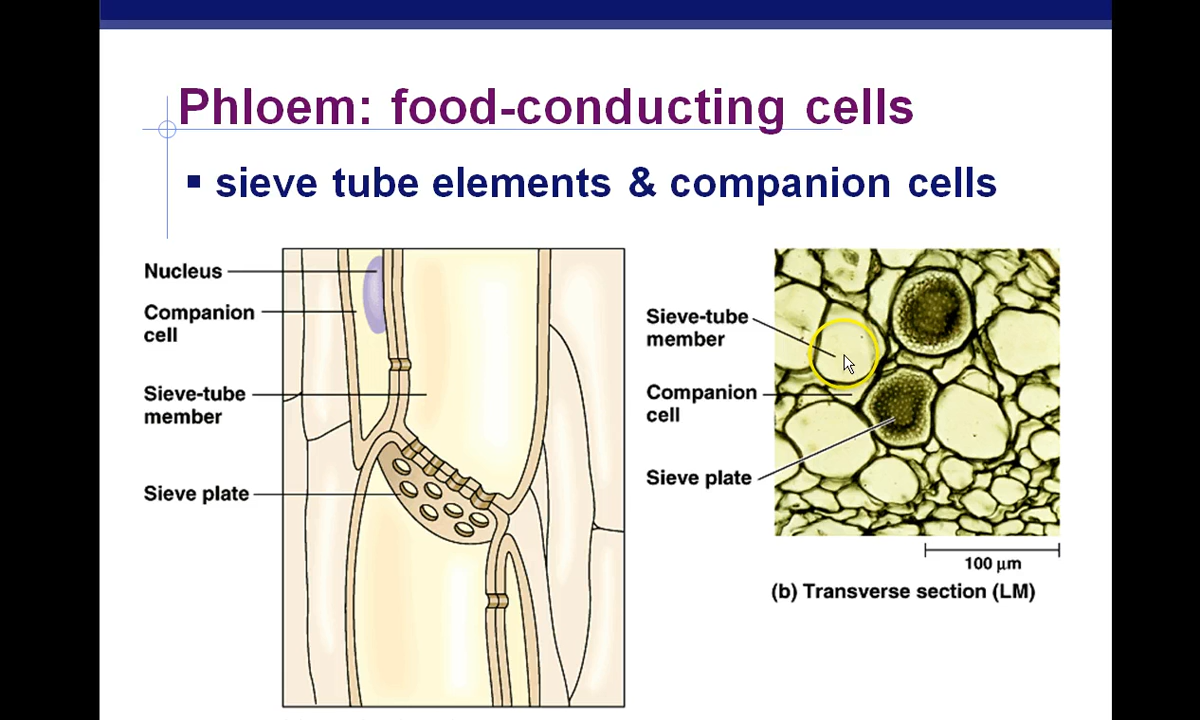 Phloem: food-conducting cells
▪ sieve tube elements & companion cells
Nucleus
Companion
cell
Sieve-tube
member
Sieve plate
Sieve-tube
member
Companion
cell
Sieve plate
100 μm
(b) Transverse section (LM)